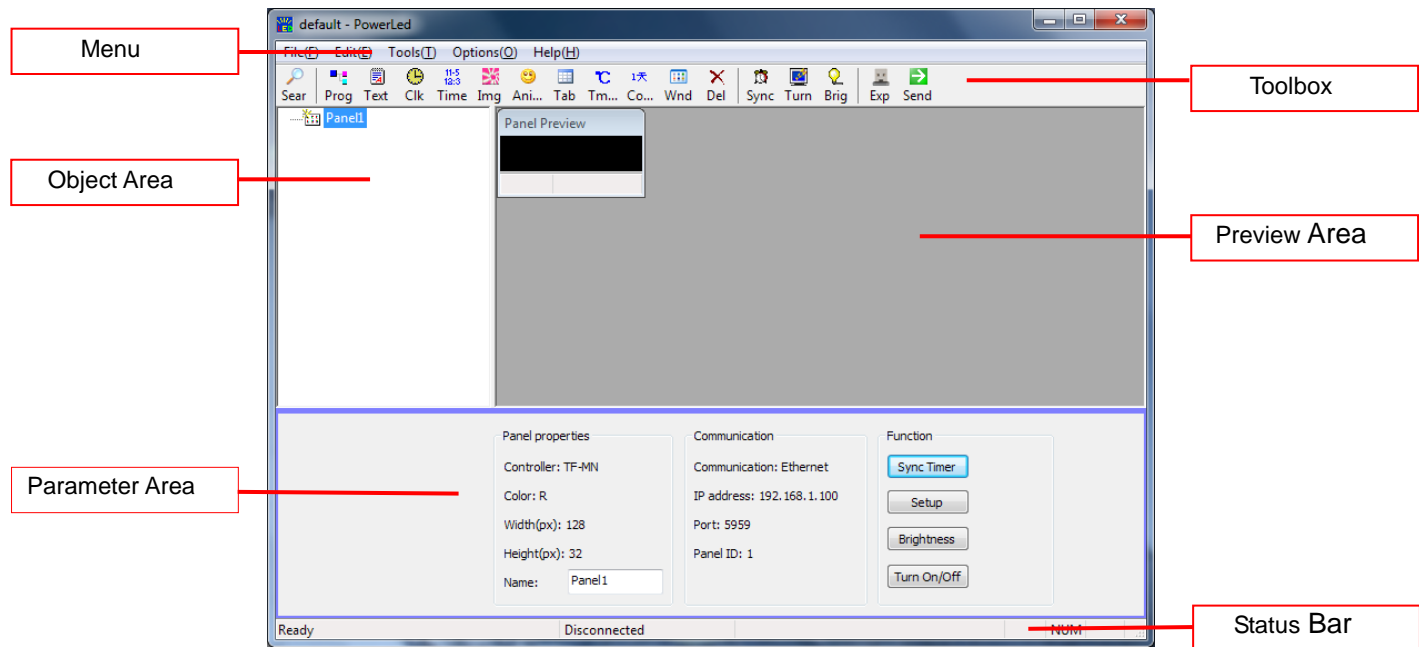 default - PowerLed
Menu
File(F) Edit(E) Tools(T) Options(O) Help(H)
Sear Prog Text Clk Time Img Ani... Tab Tm... Co... Wnd Del Sync Turn Brig Exp Send
Toolbox
Panel1
Panel Preview
Object Area
Preview Area
Panel properties
Controller: TF-MN
Color: R
Width(px): 128
Height(px): 32
Name: Panel1
Communication
Communication: Ethernet
IP address: 192.168.1.100
Port: 5959
Panel ID: 1
Function
Sync Timer
Setup
Brightness
Turn On/Off
Parameter Area
Ready Disconnected NUM
Status Bar